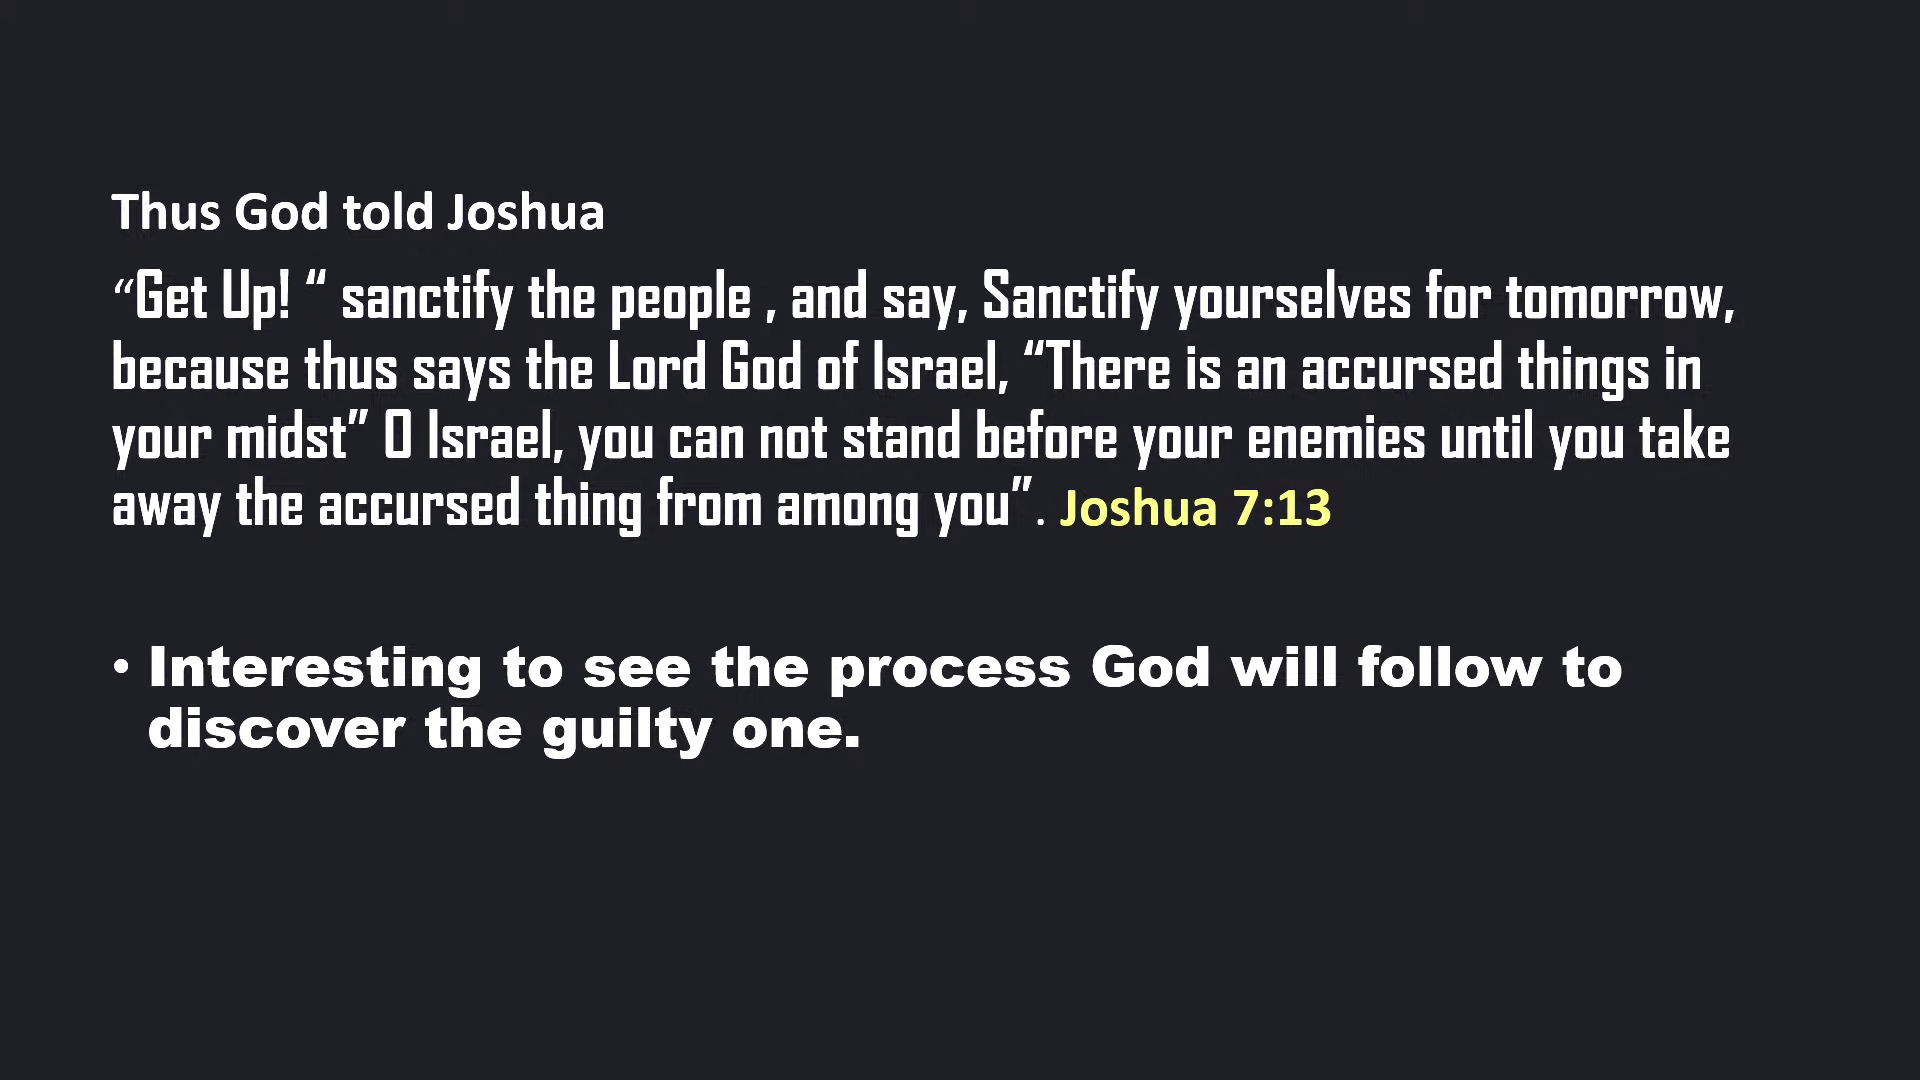 Thus God told Joshua
“Get Up! “ sanctify the people , and say, Sanctify yourselves for tomorrow,
because thus says the Lord God of Israel, “There is an accursed things in
your midst” O Israel, you can not stand before your enemies until you take
away the accursed thing from among you”. Joshua 7:13
• Interesting to see the process God will follow to
discover the guilty one.